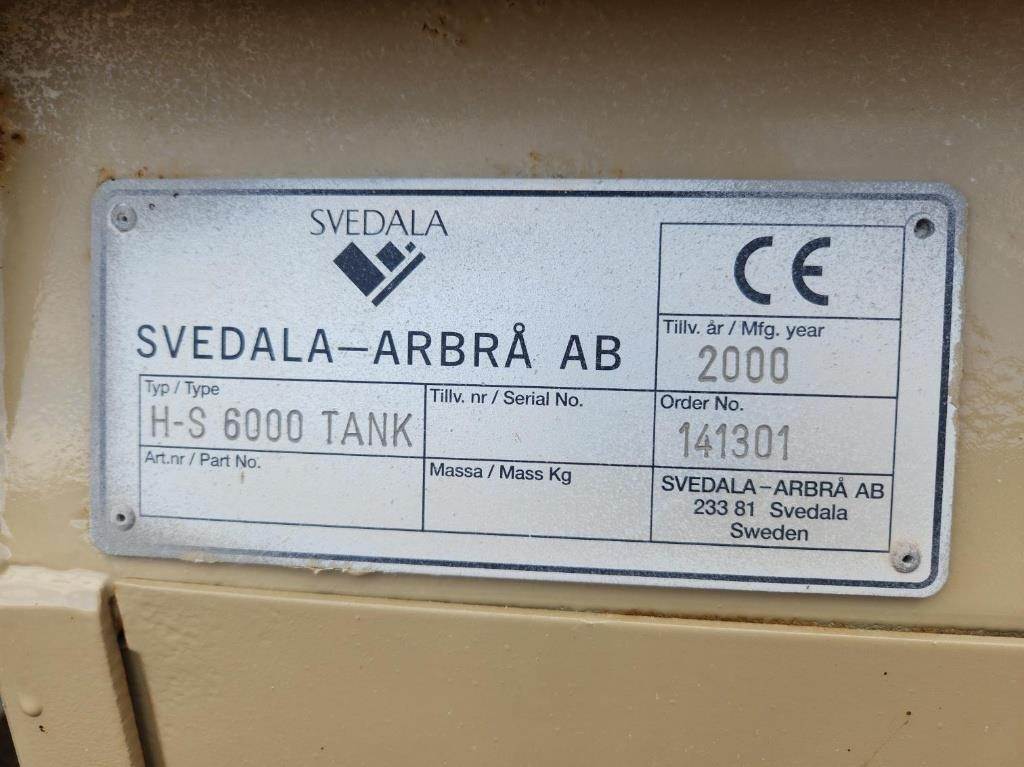 SVEDALA
SVEDALA–ARBRÅ AB
CE
Tillv. år / Mfg. year
2000
Typ / Type
H-S 6000 TANK
Tillv. nr / Serial No.
Order No.
141301
Art.nr / Part No.
Massa / Mass Kg
SVEDALA–ARBRÅ AB
233 81 Svedala
Sweden